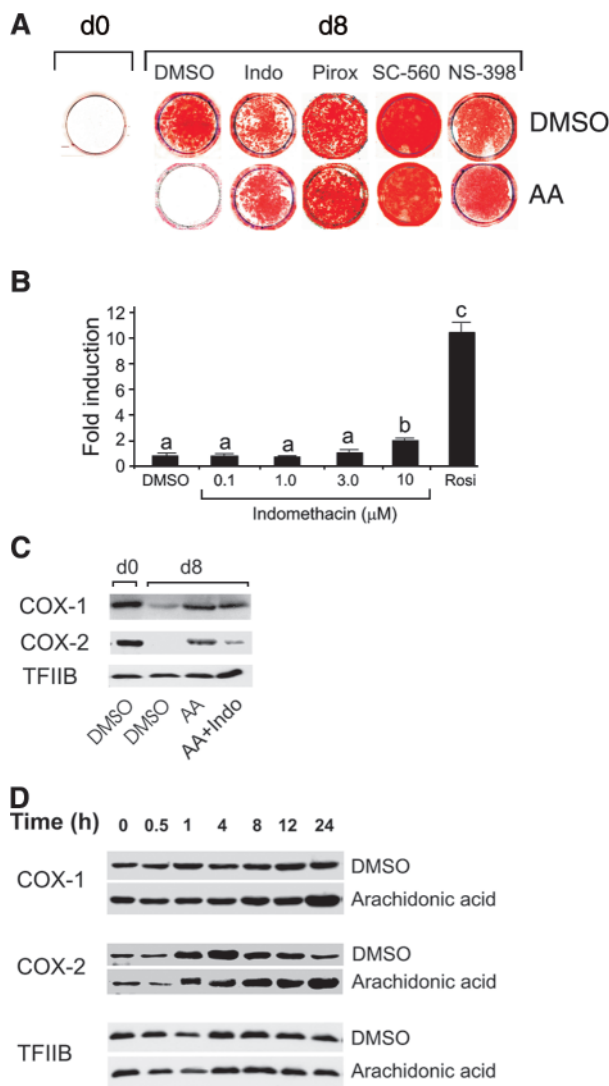 A
d0 d8
DMSO Indo Pirox SC-560 NS-398
DMSO
AA
B
Fold induction
12
10
8
6
4
2
0
a a a a b c
DMSO 0.1 1.0 3.0 10 Rosi
Indomethacin (μM)
C
d0 d8
COX-1
COX-2
TFIIB
DMSO DMSO AA AA+Indo
D
Time (h) 0 0.5 1 4 8 12 24
COX-1
DMSO
Arachidonic acid
COX-2
DMSO
Arachidonic acid
TFIIB
DMSO
Arachidonic acid